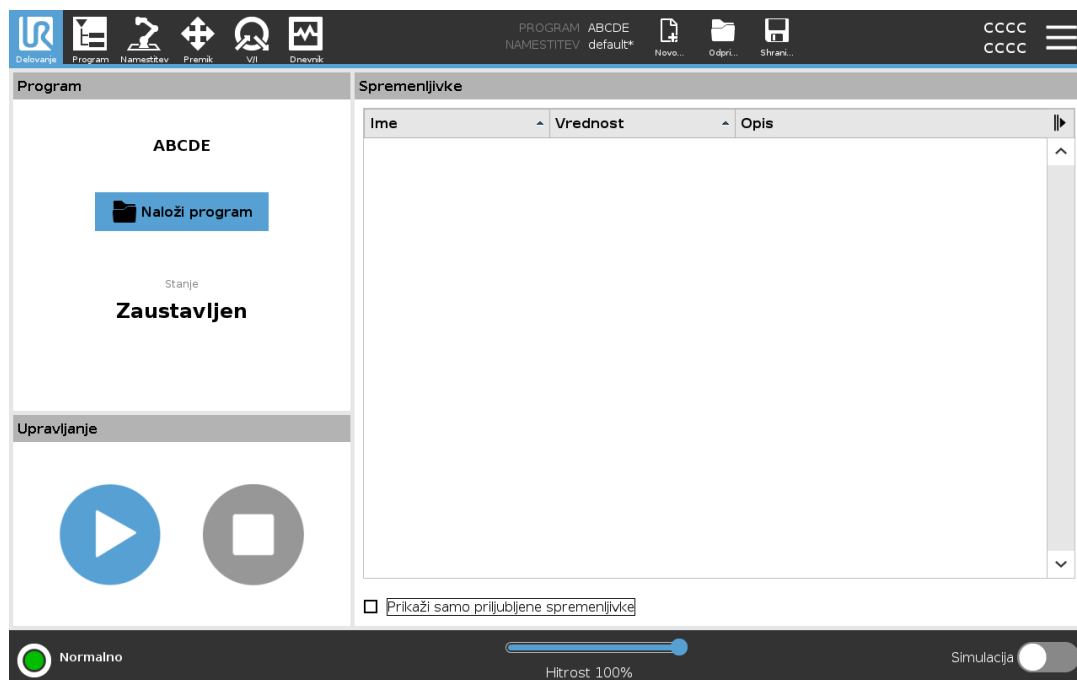 UR
Delovanje
Program
Namestitev
Premik
V/I
Dnevnik
PROGRAM ABCDE
NAMESTITEV default*
Novo...
Odpri...
Shrani...
CCCC
CCCC
Program
ABCDE
Naloži program
Stanje
Zaustavljen
Upravljanje
Spremenljivke
Ime Vrednost Opis
Prikaži samo priljubljene spremenljivke
Normalno
Hitrost 100%
Simulacija